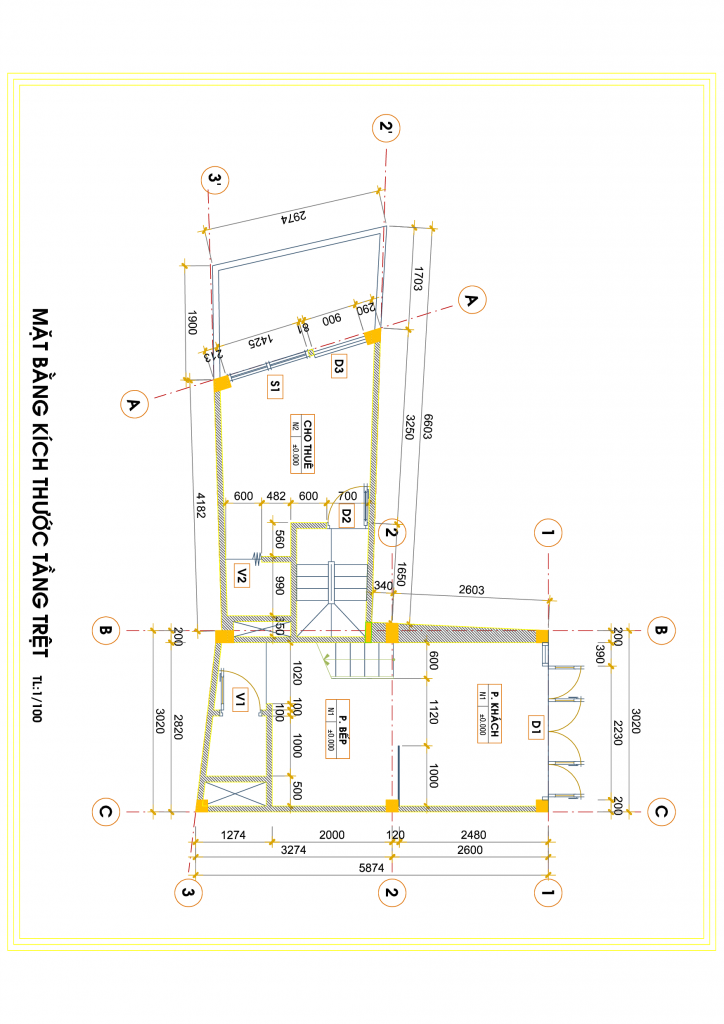 2'
3'
2974
1703
1900
A
290
900
81
1425
213
D3
S1
A
6603
3250
CHO THUÊ
N2
±0.000
4182
600
482
600
700
D2
2
1
560
990
V2
350
340
1650
2603
B
200
200
B
390
600
1020
1120
100
100
1000
1000
500
V1
P. BẾP
N1
±0.000
P. KHÁCH
N1
±0.000
D1
2230
3020
2820
3020
200
C
C
1274
2000
120
2480
3274
2600
5874
3
2
1
MẶT BẰNG KÍCH THƯỚC TẦNG TRỆT TL:1/100